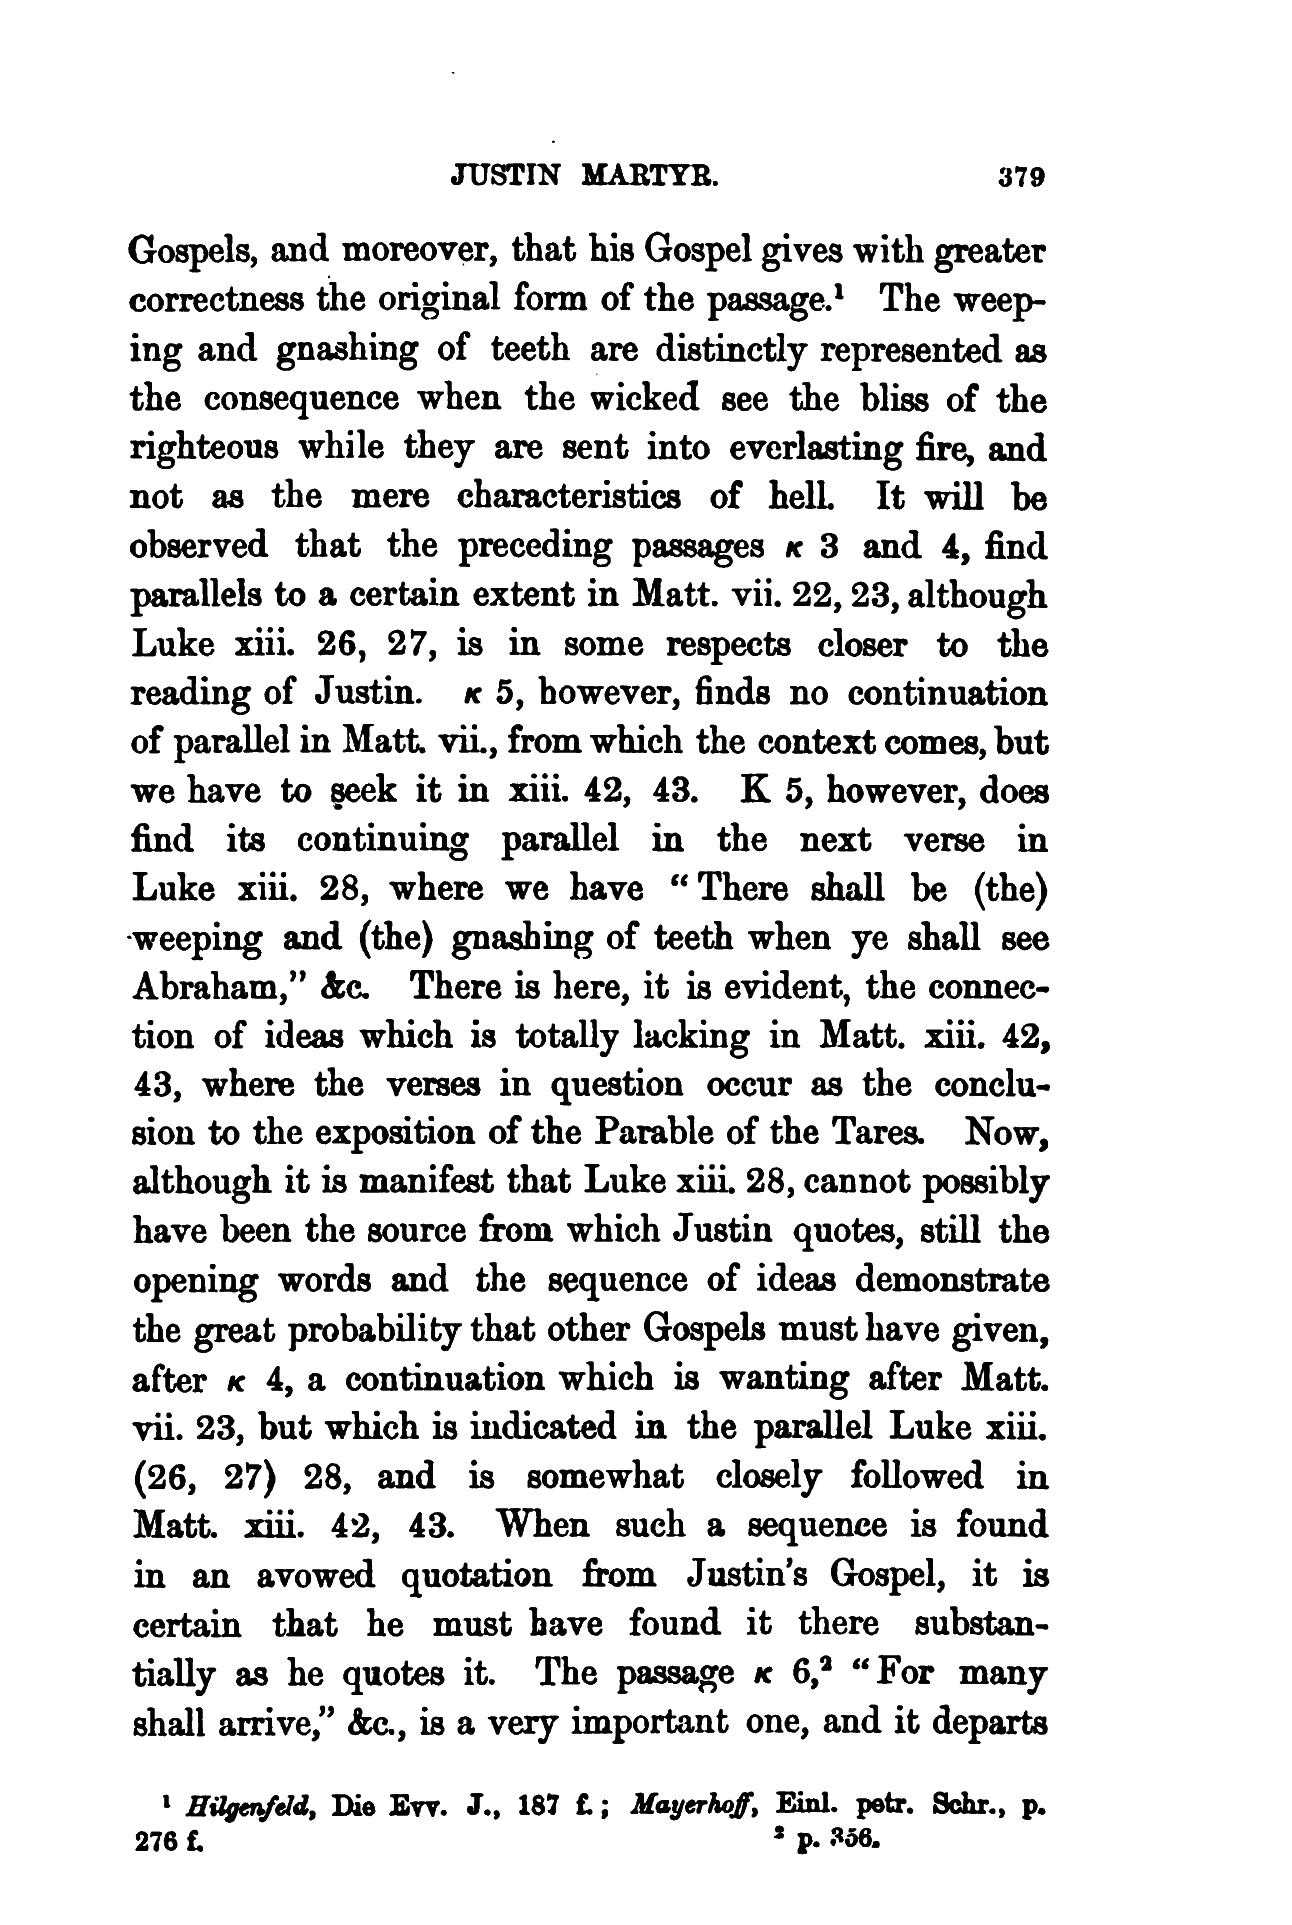 JUSTIN MARTYR. 379
Gospels, and moreover, that his Gospel gives with greater
correctness the original form of the passage.¹ The weep-
ing and gnashing of teeth are distinctly represented as
the consequence when the wicked see the bliss of the
righteous while they are sent into everlasting fire, and
not as the mere characteristics of hell. It will be
observed that the preceding passages κ 3 and 4, find
parallels to a certain extent in Matt. vii. 22, 23, although
Luke xiii. 26, 27, is in some respects closer to the
reading of Justin. κ 5, however, finds no continuation
of parallel in Matt. vii., from which the context comes, but
we have to seek it in xiii. 42, 43. K 5, however, does
find its continuing parallel in the next verse in
Luke xiii. 28, where we have “There shall be (the)
weeping and (the) gnashing of teeth when ye shall see
Abraham,” &c. There is here, it is evident, the connec-
tion of ideas which is totally lacking in Matt. xiii. 42,
43, where the verses in question occur as the conclu-
sion to the exposition of the Parable of the Tares. Now,
although it is manifest that Luke xiii. 28, cannot possibly
have been the source from which Justin quotes, still the
opening words and the sequence of ideas demonstrate
the great probability that other Gospels must have given,
after κ 4, a continuation which is wanting after Matt.
vii. 23, but which is indicated in the parallel Luke xiii.
(26, 27) 28, and is somewhat closely followed in
Matt. xiii. 42, 43. When such a sequence is found
in an avowed quotation from Justin's Gospel, it is
certain that he must have found it there substan-
tially as he quotes it. The passage κ 6,² “For many
shall arrive,” &c., is a very important one, and it departs
¹ Hilgenfeld, Die Evv. J., 187 f.; Mayerhoff, Einl. petr. Schr., p.
276 f. ² p. 356.